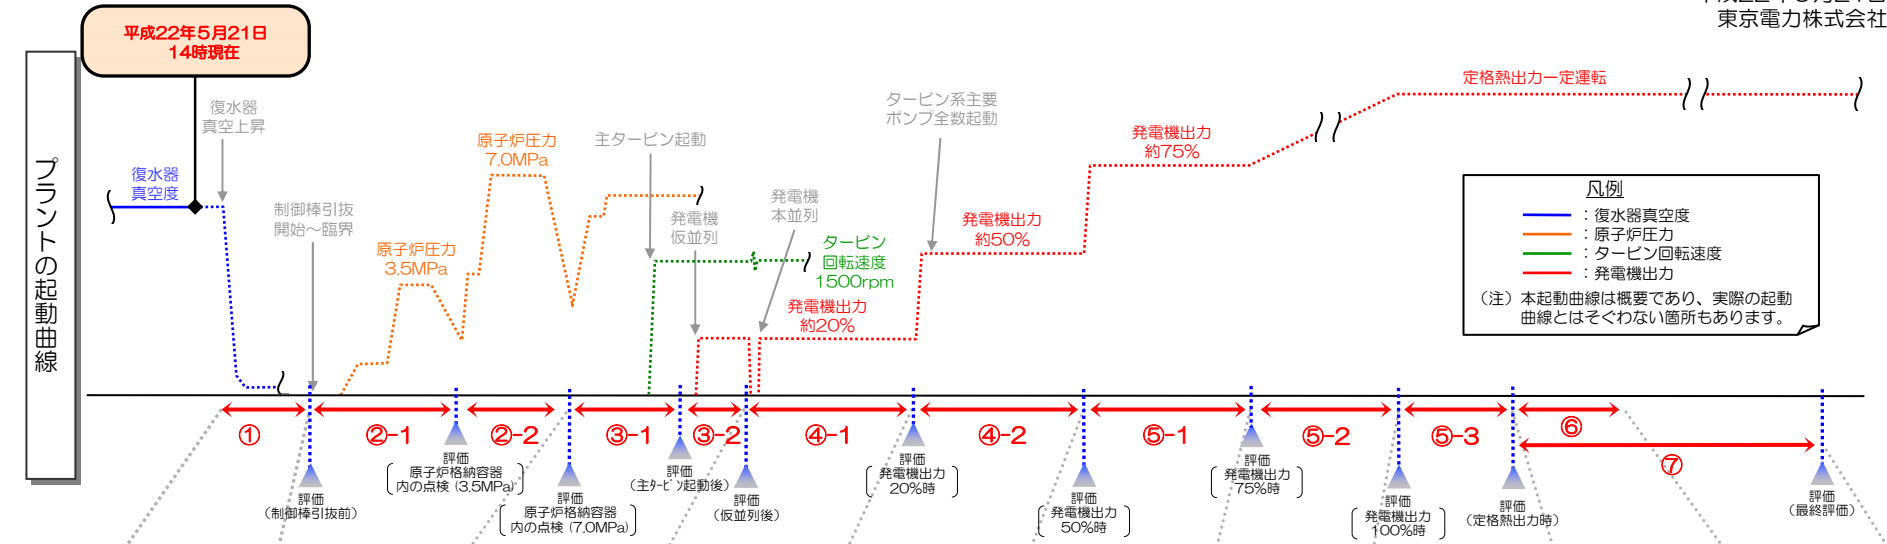 東京電力株式会社
平成22年5月21日
14時現在
プラントの起動曲線
復水器
真空度
復水器
真空上昇
制御棒引抜
開始～臨界
原子炉圧力
3.5MPa
原子炉圧力
7.0MPa
主タービン起動
発電機
仮並列
発電機
本並列
タービン
回転速度
1500rpm
発電機出力
約20%
タービン系主要
ポンプ全数起動
発電機出力
約50%
発電機出力
約75%
定格熱出力一定運転
凡例
：復水器真空度
：原子炉圧力
：タービン回転速度
：発電機出力
（注）本起動曲線は概要であり、実際の起動
曲線とはそぐわない箇所もあります。
①
②-1
②-2
③-1
③-2
④-1
④-2
⑤-1
⑤-2
⑤-3
⑥
⑦
評価
（制御棒引抜前）
評価
原子炉格納容器
内の点検（3.5MPa）
評価
原子炉格納容器
内の点検（7.0MPa）
評価
（主ﾀｰﾋﾞﾝ起動後）
評価
（仮並列後）
評価
発電機出力
20%時
評価
発電機出力
50%時
評価
発電機出力
75%時
評価
発電機出力
100%時
評価
（定格熱出力時）
評価
（最終評価）